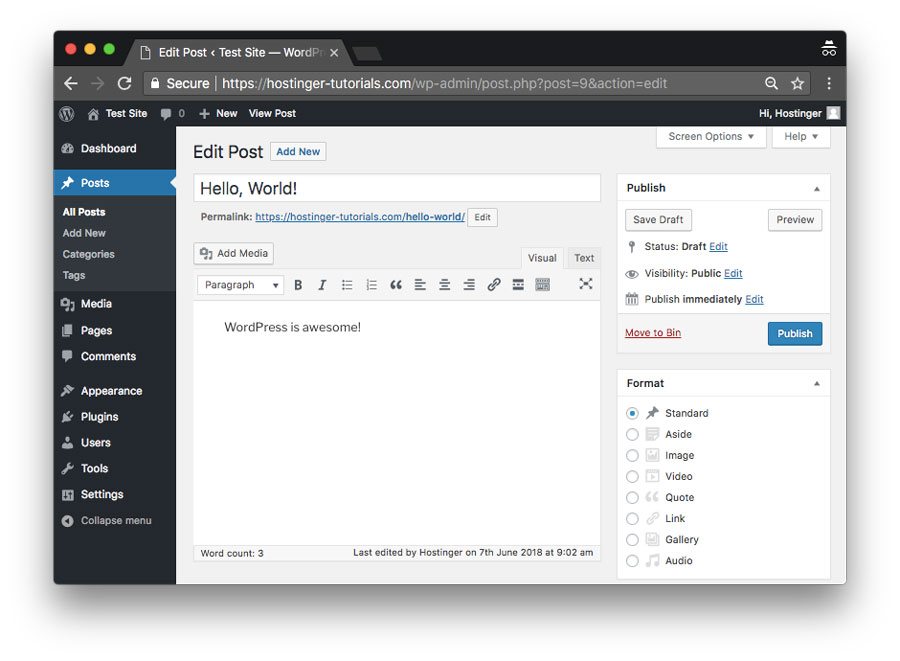 Edit Post ‹ Test Site — WordPr
Secure | https://hostinger-tutorials.com/wp-admin/post.php?post=9&action=edit
Test Site 0 + New View Post Hi, Hostinger
Screen Options ▼ Help ▼
Dashboard
Posts
All Posts
Add New
Categories
Tags
Media
Pages
Comments
Appearance
Plugins
Users
Tools
Settings
Collapse menu
Edit Post Add New
Hello, World!
Permalink: https://hostinger-tutorials.com/hello-world/ Edit
Add Media
Visual Text
Paragraph ▼ B I
WordPress is awesome!
Word count: 3 Last edited by Hostinger on 7th June 2018 at 9:02 am
Publish
Save Draft Preview
Status: Draft Edit
Visibility: Public Edit
Publish immediately Edit
Move to Bin Publish
Format
Standard
Aside
Image
Video
Quote
Link
Gallery
Audio